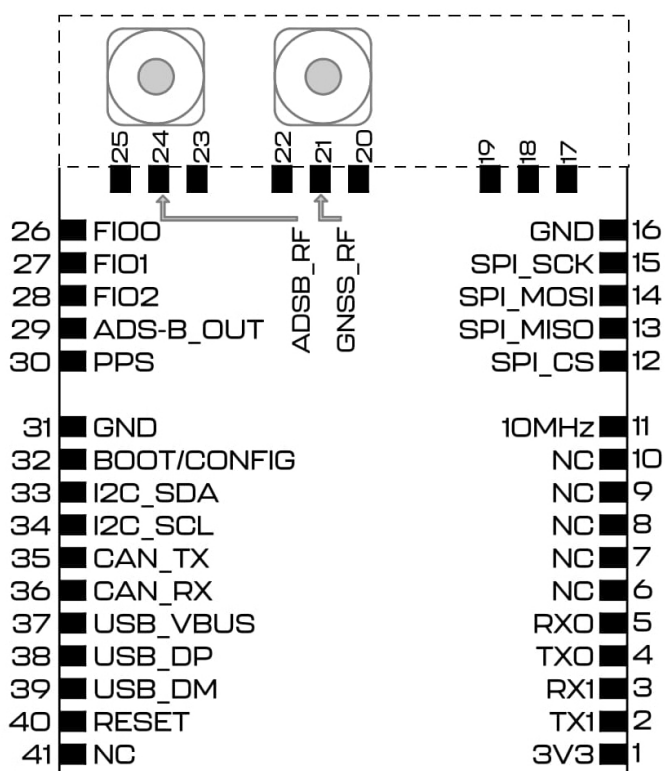 25 24 23 22 21 20 19 18 17
ADSB_RF
GNSS_RF
26 FIO0 GND 16
27 FIO1 SPI_SCK 15
28 FIO2 SPI_MOSI 14
29 ADS-B_OUT SPI_MISO 13
30 PPS SPI_CS 12
31 GND 10MHz 11
32 BOOT/CONFIG NC 10
33 I2C_SDA NC 9
34 I2C_SCL NC 8
35 CAN_TX NC 7
36 CAN_RX NC 6
37 USB_VBUS RX0 5
38 USB_DP TX0 4
39 USB_DM RX1 3
40 RESET TX1 2
41 NC 3V3 1